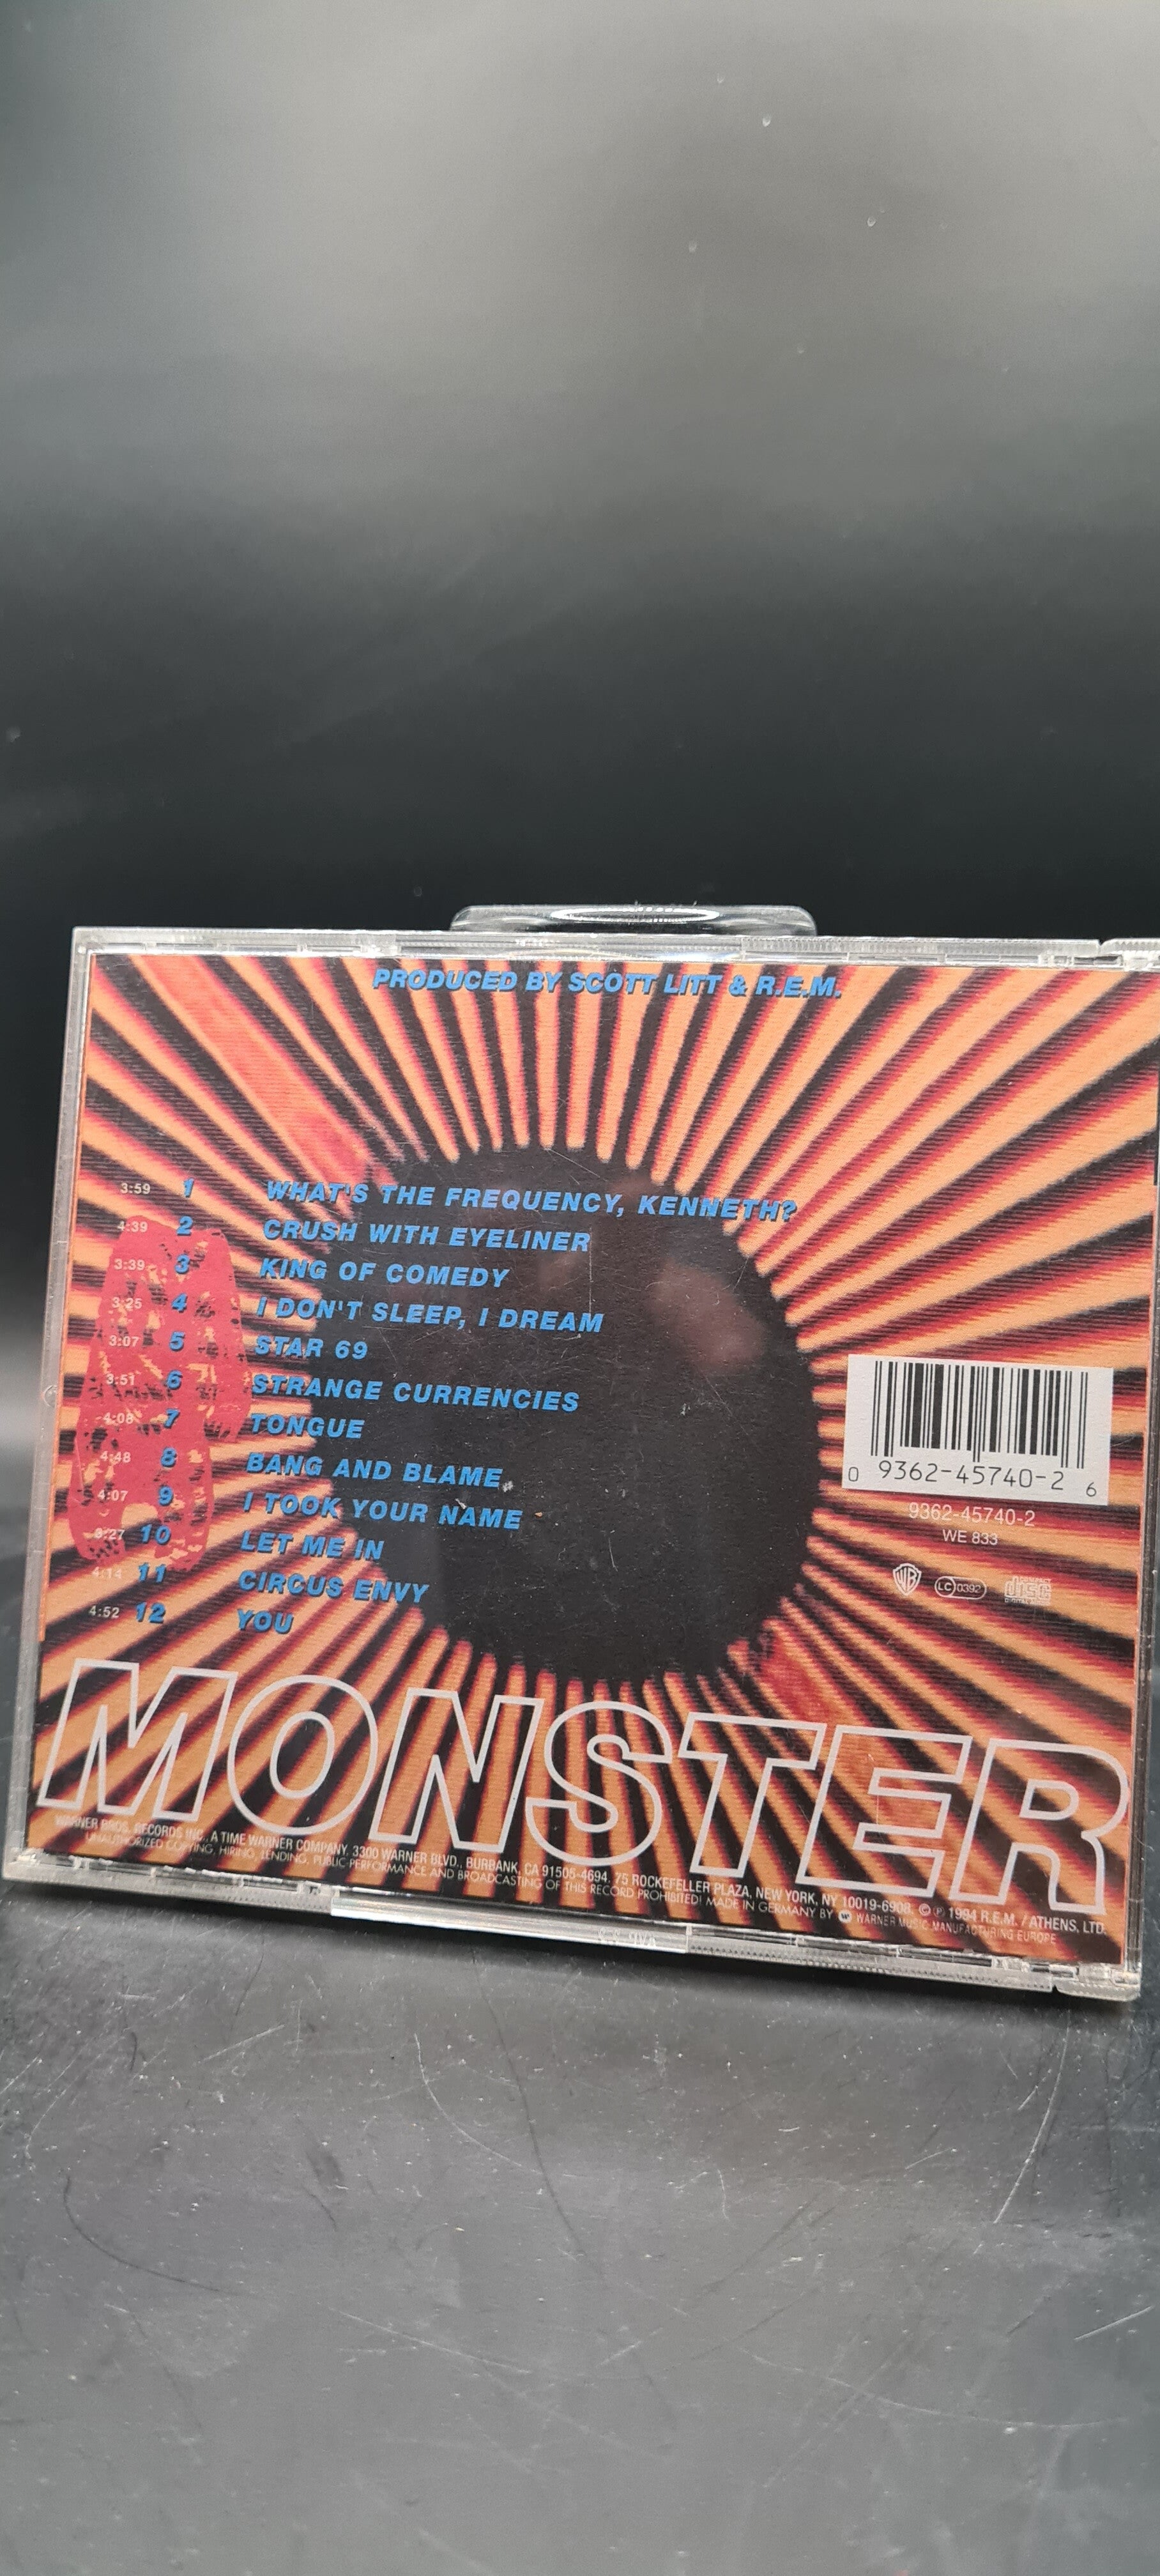 PRODUCED BY SCOTT LITT & R.E.M.
3:59 1 WHAT'S THE FREQUENCY, KENNETH?
4:39 2 CRUSH WITH EYELINER
3:39 3 KING OF COMEDY
3:25 4 I DON'T SLEEP, I DREAM
3:07 5 STAR 69
3:51 6 STRANGE CURRENCIES
4:08 7 TONGUE
4:48 8 BANG AND BLAME
4:07 9 I TOOK YOUR NAME
3:27 10 LET ME IN
4:14 11 CIRCUS ENVY
4:52 12 YOU
0 9362-45740-2 6
9362-45740-2
WE 833
WB LC 0392 disc
MONSTER
WARNER BROS. RECORDS INC., A TIME WARNER COMPANY. 3300 WARNER BLVD., BURBANK, CA 91505-4694. 75 ROCKEFELLER PLAZA, NEW YORK, NY 10019-6908. © ℗ 1994 R.E.M. / ATHENS, LTD.
UNAUTHORIZED COPYING, HIRING, LENDING, PUBLIC PERFORMANCE AND BROADCASTING OF THIS RECORD PROHIBITED! MADE IN GERMANY BY WARNER MUSIC MANUFACTURING EUROPE